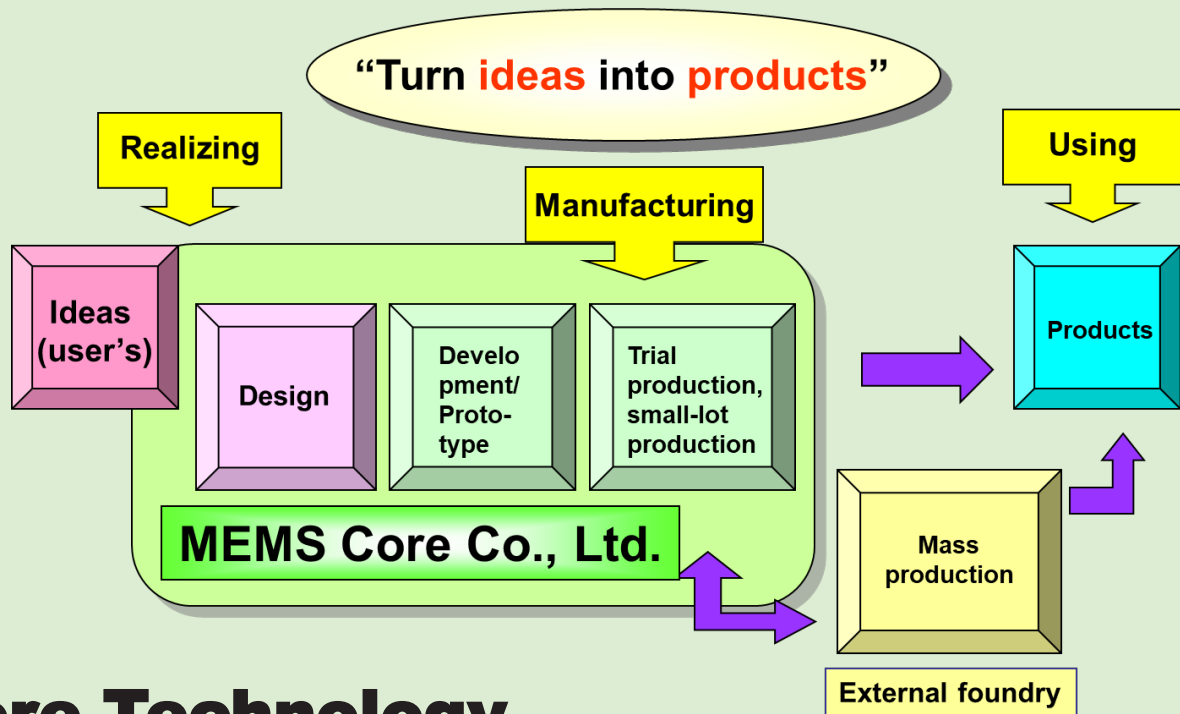 “Turn ideas into products”
Realizing
Using
Manufacturing
Ideas
(user’s)
Design
Develo
pment/
Proto-
type
Trial
production,
small-lot
production
Products
MEMS Core Co., Ltd.
Mass
production
External foundry
Technology